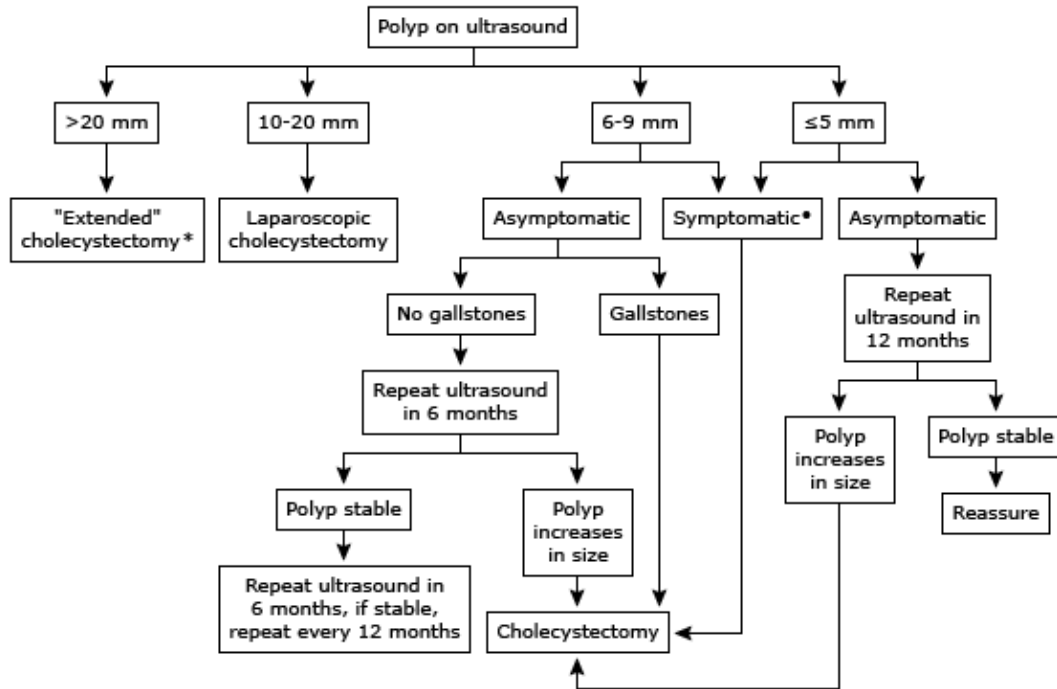 Polyp on ultrasound
>20 mm
10-20 mm
6-9 mm
≤5 mm
"Extended"
cholecystectomy*
Laparoscopic
cholecystectomy
Asymptomatic
Symptomatic•
Asymptomatic
No gallstones
Gallstones
Repeat
ultrasound in
12 months
Repeat ultrasound
in 6 months
Polyp
increases
in size
Polyp stable
Polyp stable
Polyp
increases
in size
Reassure
Repeat ultrasound in
6 months, if stable,
repeat every 12 months
Cholecystectomy